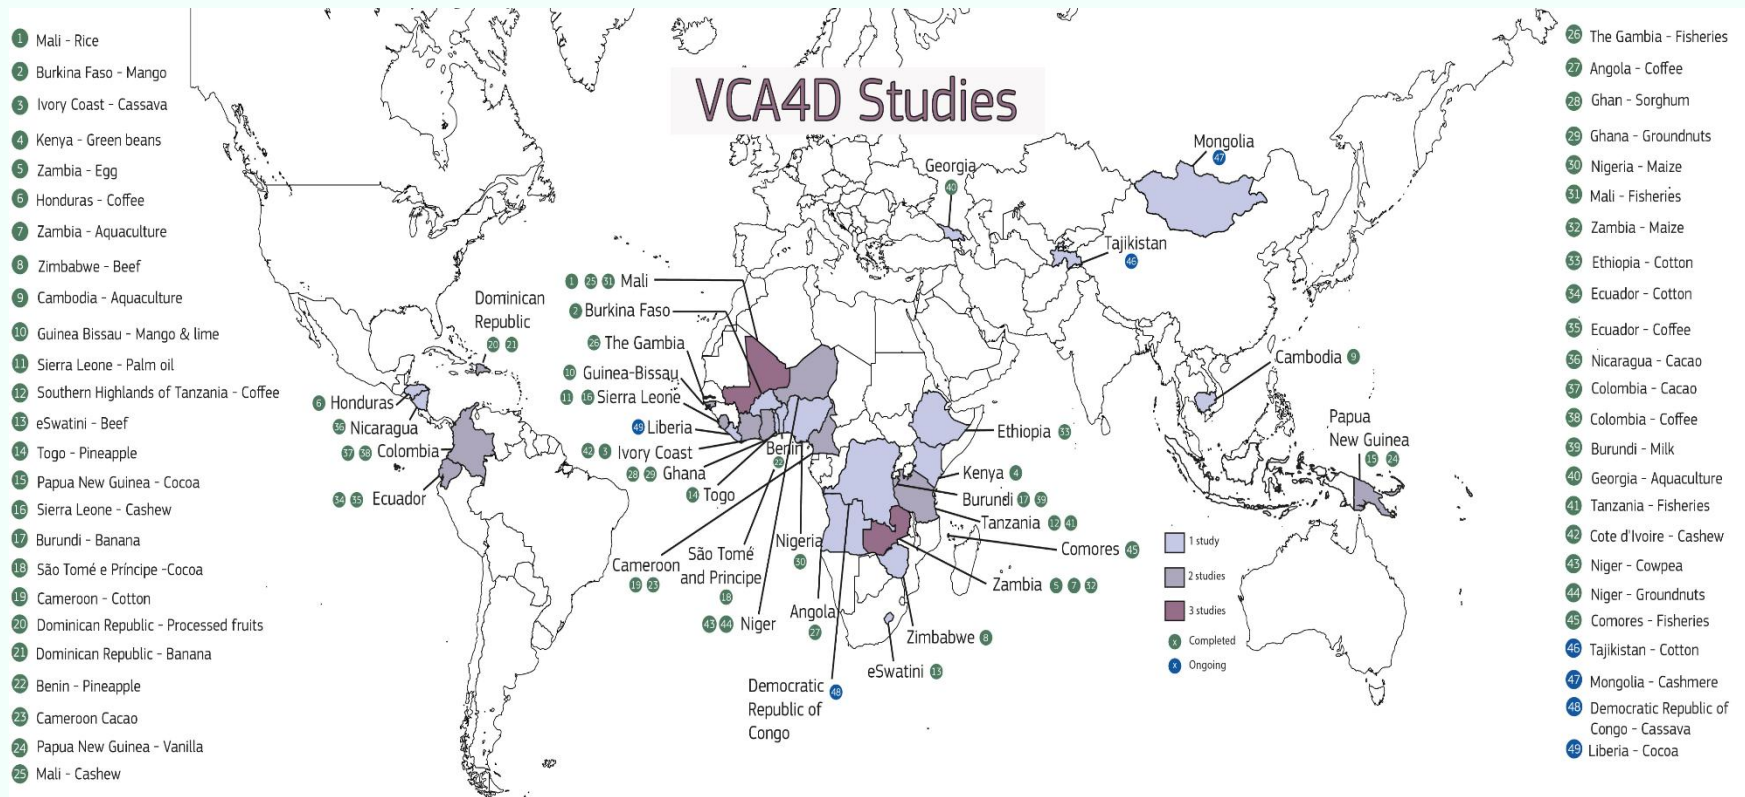 VCA4D Studies
1 Mali - Rice
2 Burkina Faso - Mango
3 Ivory Coast - Cassava
4 Kenya - Green beans
5 Zambia - Egg
6 Honduras - Coffee
7 Zambia - Aquaculture
8 Zimbabwe - Beef
9 Cambodia - Aquaculture
10 Guinea Bissau - Mango & lime
11 Sierra Leone - Palm oil
12 Southern Highlands of Tanzania - Coffee
13 eSwatini - Beef
14 Togo - Pineapple
15 Papua New Guinea - Cocoa
16 Sierra Leone - Cashew
17 Burundi - Banana
18 São Tomé e Príncipe -Cocoa
19 Cameroon - Cotton
20 Dominican Republic - Processed fruits
21 Dominican Republic - Banana
22 Benin - Pineapple
23 Cameroon Cacao
24 Papua New Guinea - Vanilla
25 Mali - Cashew
Dominican
Republic
20 21
6 Honduras
36 Nicaragua
37 38 Colombia
34 35 Ecuador
1 25 31 Mali
2 Burkina Faso
26 The Gambia
10 Guinea-Bissau
11 16 Sierra Leone
49 Liberia
42 3 Ivory Coast
28 29 Ghana
14 Togo
Benin
22
Cameroon
19 23
São Tomé
and Principe
18
43 44 Niger
Nigeria
30
Angola
27
Democratic 48
Republic of
Congo
eSwatini 13
Zimbabwe 8
Zambia 5 7 32
Comores 45
Tanzania 12 41
Burundi 17 39
Kenya 4
Ethiopia 33
Georgia
40
Mongolia
47
Tajikistan
46
Cambodia 9
Papua
New Guinea
15 24
1 study
2 studies
3 studies
x Completed
x Ongoing
26 The Gambia - Fisheries
27 Angola - Coffee
28 Ghan - Sorghum
29 Ghana - Groundnuts
30 Nigeria - Maize
31 Mali - Fisheries
32 Zambia - Maize
33 Ethiopia - Cotton
34 Ecuador - Cotton
35 Ecuador - Coffee
36 Nicaragua - Cacao
37 Colombia - Cacao
38 Colombia - Coffee
39 Burundi - Milk
40 Georgia - Aquaculture
41 Tanzania - Fisheries
42 Cote d'Ivoire - Cashew
43 Niger - Cowpea
44 Niger - Groundnuts
45 Comores - Fisheries
46 Tajikistan - Cotton
47 Mongolia - Cashmere
48 Democratic Republic of
Congo - Cassava
49 Liberia - Cocoa